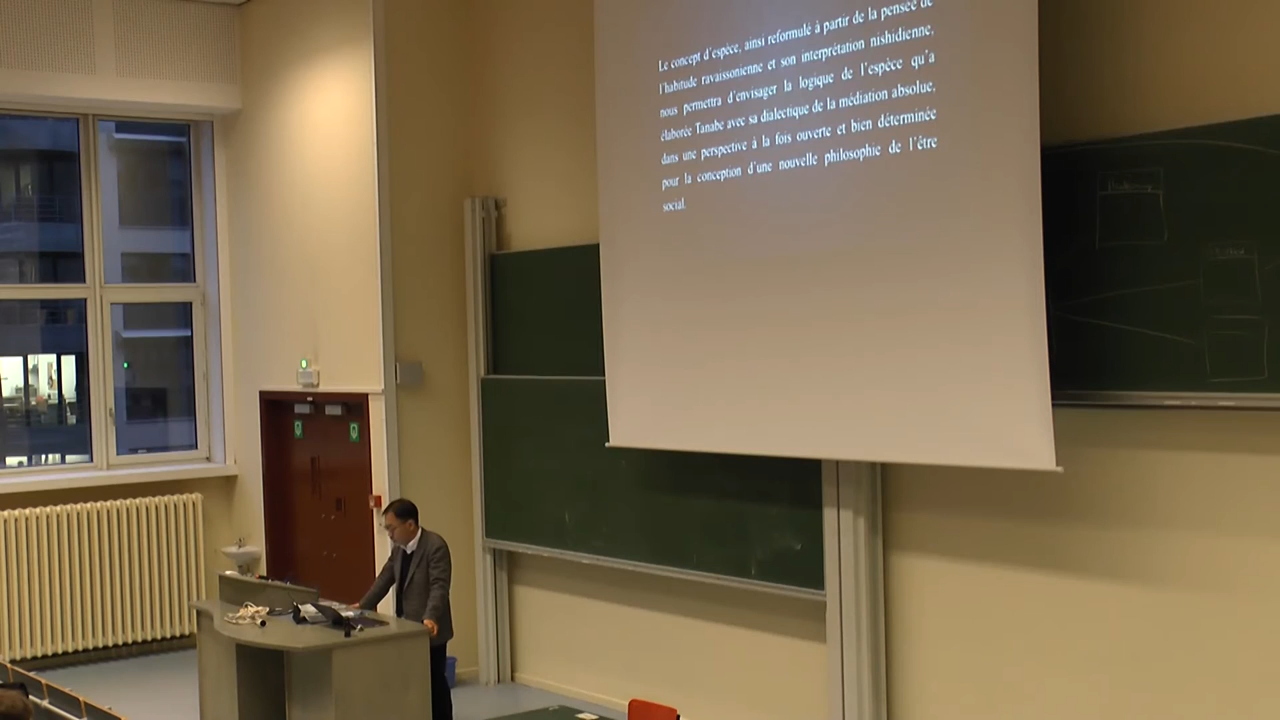 Le concept d'espèce, ainsi reformulé à partir de la pensée de
l'habitude ravaissonienne et son interprétation nishidienne,
nous permettra d'envisager la logique de l'espèce qu'a
élaborée Tanabe avec sa dialectique de la médiation absolue,
dans une perspective à la fois ouverte et bien déterminée
pour la conception d'une nouvelle philosophie de l'être
social.